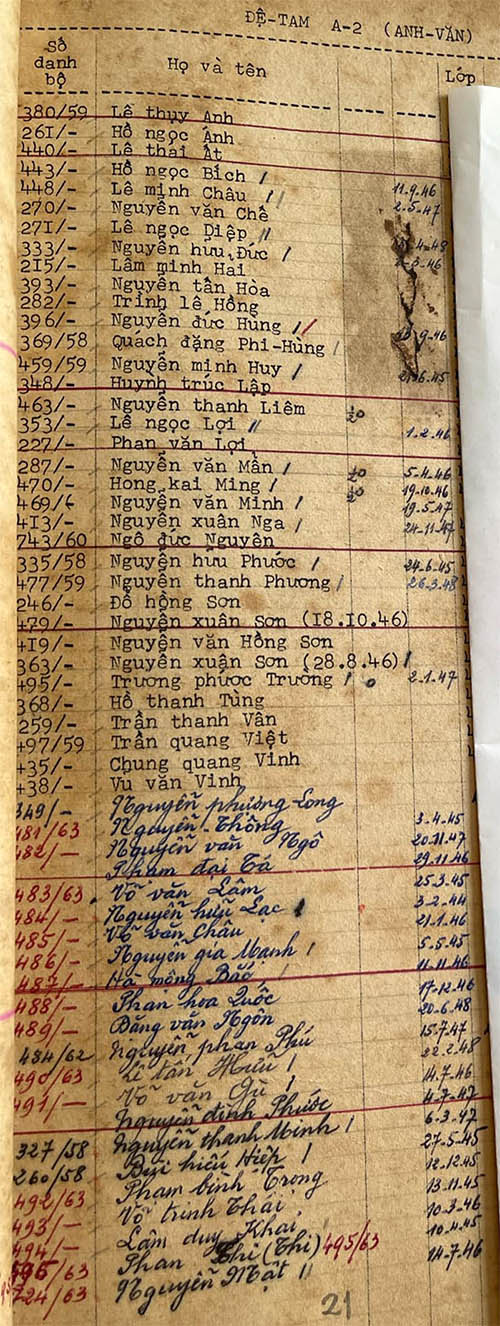 ĐỆ-TAM A-2 (ANH-VĂN)
Số danh bộ Họ và tên Lớp
380/59 Lê thụy Anh
261/- Hồ ngọc Ánh
440/- Lê thái Ất
443/- Hồ ngọc Bích /
448/- Lê minh Châu // 11.9.46
270/- Nguyễn văn Chế 2.5.47
271/- Lê ngọc Diệp //
333/- Nguyễn hữu Đức / 4.48
215/- Lâm minh Hai 46
393/- Nguyễn tấn Hòa
282/- Trịnh lê Hồng
396/- Nguyễn đức Hùng // 9.46
369/58 Quách đặng Phi-Hùng /
459/59 Nguyễn minh Huy /
348/- Huỳnh trúc Lập 6.45
463/- Nguyễn thanh Liêm
353/- Lê ngọc Lợi //
227/- Phan văn Lợi 1.2.46
287/- Nguyễn văn Mần / 5.4.46
470/- Hong kai Ming / 19.10.46
469/6 Nguyễn văn Minh / 19.5.47
413/- Nguyễn xuân Nga / 24.11.47
743/60 Ngô đức Nguyên
335/58 Nguyễn hữu Phước / 24.6.45
477/59 Nguyễn thanh Phương / 26.3.48
246/- Đỗ hồng Sơn
479/- Nguyễn xuân Sơn (18.10.46)
419/- Nguyễn văn Hồng Sơn
363/- Nguyễn xuân Sơn (28.8.46) /
495/- Trương phước Trường / 2.1.47
368/- Hồ thanh Tùng
259/- Trần thanh Vân
497/59 Trần quang Việt
435/- Chung quang Vinh
438/- Vũ văn Vinh
349/- Nguyễn phương Long
481/63 Nguyễn Thông 3.4.45
482/- Nguyễn văn Ngô 20.11.47
Phạm đại Tá 29.11.46
483/63 Võ văn Lâm 25.3.45
484/- Nguyễn hữu Lạc 3.2.44
485/- Võ văn Châu 21.1.46
486/- Nguyễn gia Mạnh / 5.5.45
487/- Hà mộng Bảo / 11.11.46
488/- Phan hoa Quốc 17.12.46
489/- Đặng văn Ngôn 20.6.48
484/62 Nguyễn phan Phú 15.7.47
490/63 Lê tấn Hữu / 22.2.48
491/- Võ văn / 14.7.46
Nguyễn đình Phước 4.7.47
327/58 Nguyễn thanh Minh / 6.3.47
260/58 Bùi hiếu Hiệp / 27.5.45
492/63 Phạm bình Trọng 12.12.45
493/- Võ trinh Thái 13.11.45
494/- Lâm duy Khai 10.3.46
Phan Thi (Thi) 495/63 10.4.45
724/63 Nguyễn Mật // 14.7.46
21